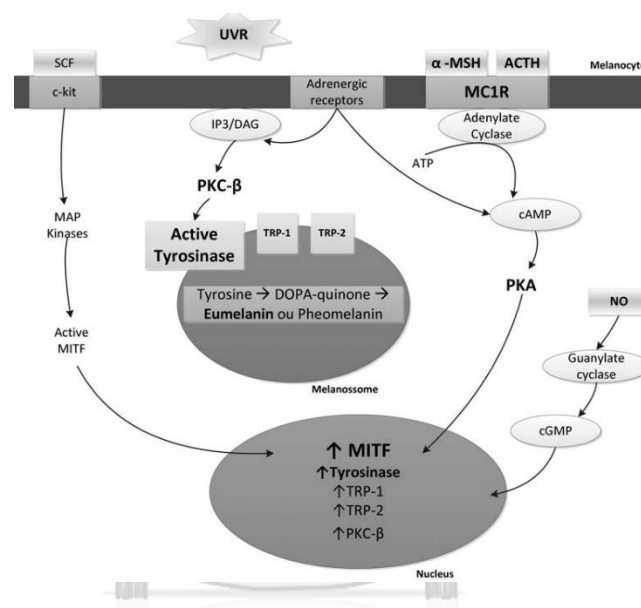 UVR
SCF
c-kit
Adrenergic
receptors
α -MSH
ACTH
MC1R
Melanocyte
IP3/DAG
Adenylate
Cyclase
ATP
PKC-β
cAMP
MAP
Kinases
Active
Tyrosinase
TRP-1
TRP-2
PKA
Tyrosine → DOPA-quinone →
Eumelanin ou Pheomelanin
NO
Active
MITF
Melanossome
Guanylate
cyclase
cGMP
↑ MITF
↑Tyrosinase
↑TRP-1
↑TRP-2
↑PKC-β
Nucleus